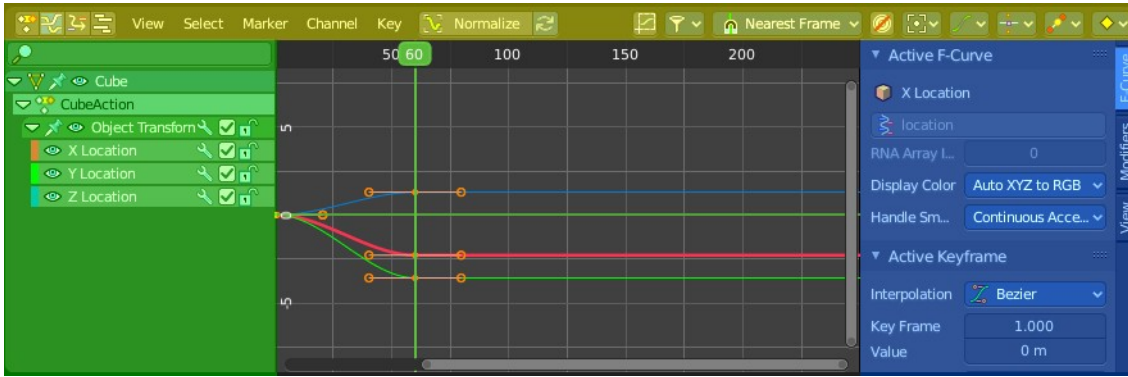 View Select Marker Channel Key Normalize Nearest Frame
50 60 100 150 200
Cube
CubeAction
Object Transforn
X Location
Y Location
Z Location
5
0
-5
Active F-Curve
X Location
location
RNA Array I... 0
Display Color Auto XYZ to RGB
Handle Sm... Continuous Acce...
Active Keyframe
Interpolation Bezier
Key Frame 1.000
Value 0 m
F-Curve
Modifiers
View